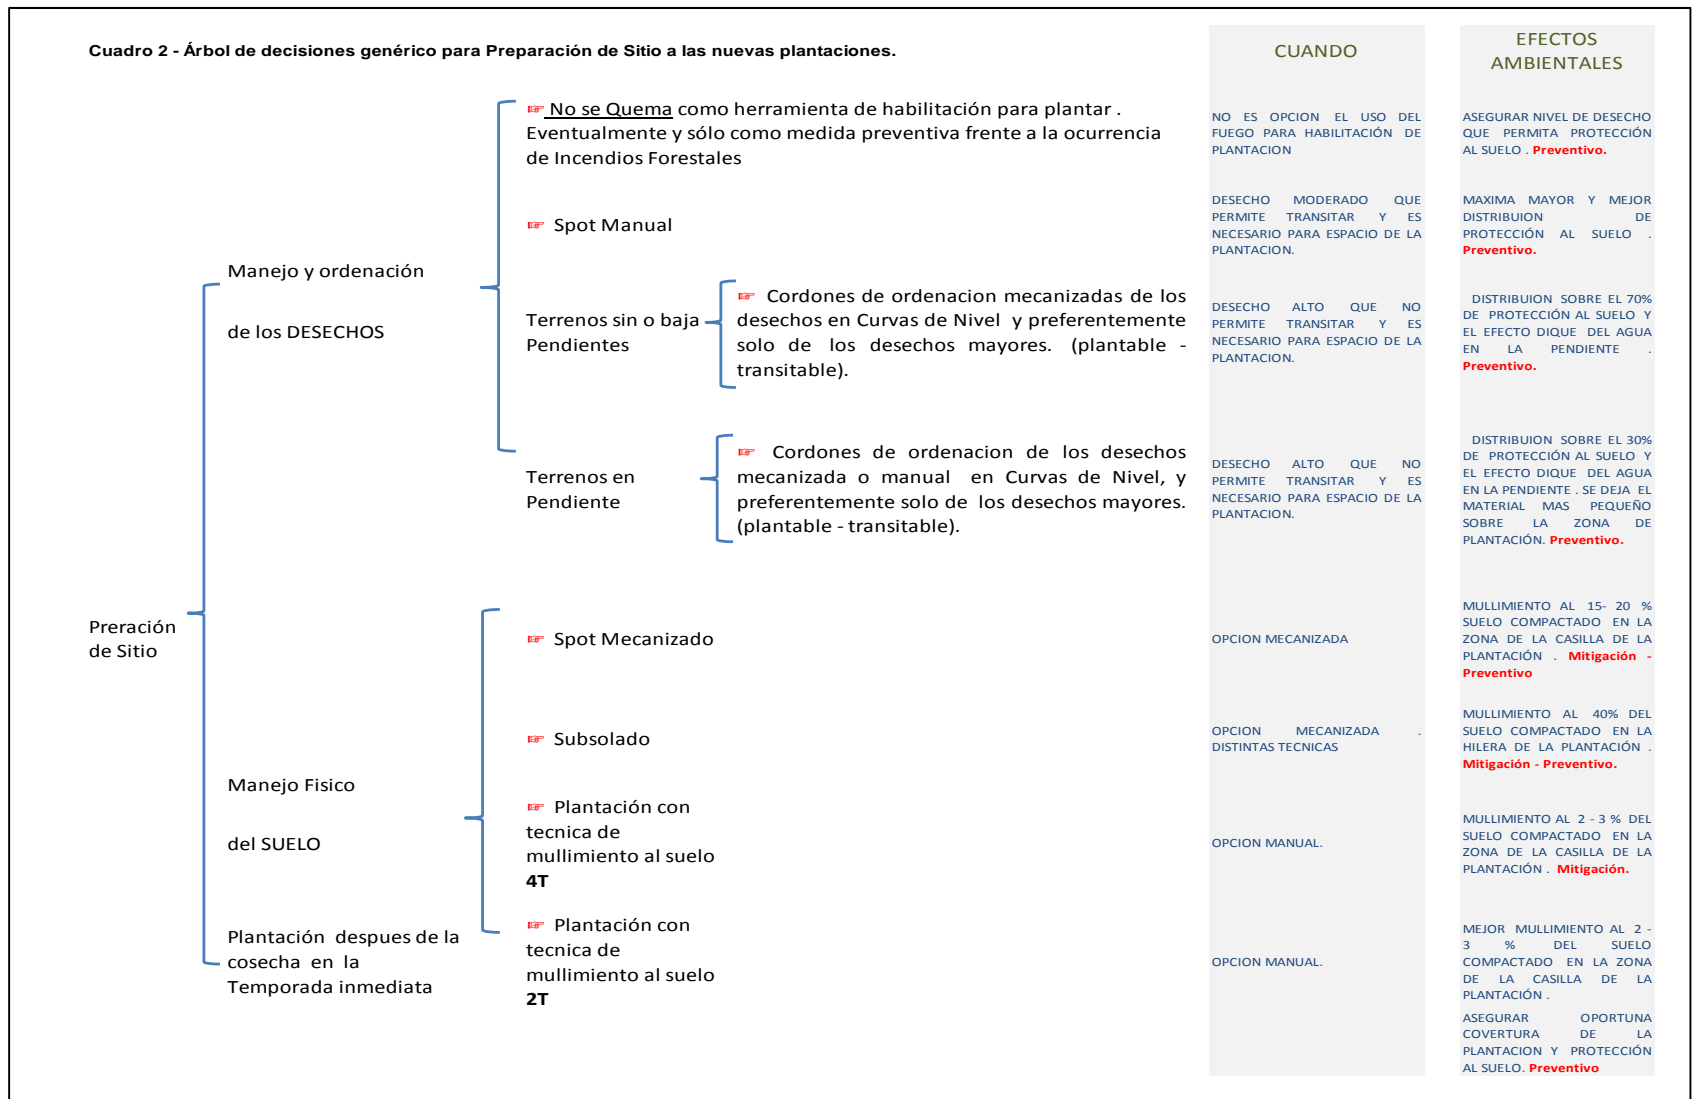 Cuadro 2 - Árbol de decisiones genérico para Preparación de Sitio a las nuevas plantaciones.
CUANDO
EFECTOS
AMBIENTALES
☞ No se Quema como herramienta de habilitación para plantar .
Eventualmente y sólo como medida preventiva frente a la ocurrencia
de Incendios Forestales
NO ES OPCION EL USO DEL
FUEGO PARA HABILITACIÓN DE
PLANTACION
ASEGURAR NIVEL DE DESECHO
QUE PERMITA PROTECCIÓN
AL SUELO . Preventivo.
☞ Spot Manual
DESECHO MODERADO QUE
PERMITE TRANSITAR Y ES
NECESARIO PARA ESPACIO DE LA
PLANTACION.
MAXIMA MAYOR Y MEJOR
DISTRIBUION DE
PROTECCIÓN AL SUELO .
Preventivo.
Manejo y ordenación
de los DESECHOS
Terrenos sin o baja
Pendientes
☞ Cordones de ordenacion mecanizadas de los
desechos en Curvas de Nivel y preferentemente
solo de los desechos mayores. (plantable -
transitable).
DESECHO ALTO QUE NO
PERMITE TRANSITAR Y ES
NECESARIO PARA ESPACIO DE LA
PLANTACION.
DISTRIBUION SOBRE EL 70%
DE PROTECCIÓN AL SUELO Y
EL EFECTO DIQUE DEL AGUA
EN LA PENDIENTE .
Preventivo.
Terrenos en
Pendiente
☞ Cordones de ordenacion de los desechos
mecanizada o manual en Curvas de Nivel, y
preferentemente solo de los desechos mayores.
(plantable - transitable).
DESECHO ALTO QUE NO
PERMITE TRANSITAR Y ES
NECESARIO PARA ESPACIO DE LA
PLANTACION.
DISTRIBUION SOBRE EL 30%
DE PROTECCIÓN AL SUELO Y
EL EFECTO DIQUE DEL AGUA
EN LA PENDIENTE . SE DEJA EL
MATERIAL MAS PEQUEÑO
SOBRE LA ZONA DE
PLANTACIÓN. Preventivo.
Preración
de Sitio
☞ Spot Mecanizado
OPCION MECANIZADA
MULLIMIENTO AL 15- 20 %
SUELO COMPACTADO EN LA
ZONA DE LA CASILLA DE LA
PLANTACIÓN . Mitigación -
Preventivo
☞ Subsolado
OPCION MECANIZADA .
DISTINTAS TECNICAS
MULLIMIENTO AL 40% DEL
SUELO COMPACTADO EN LA
HILERA DE LA PLANTACIÓN .
Mitigación - Preventivo.
Manejo Fisico
del SUELO
☞ Plantación con
tecnica de
mullimiento al suelo
4T
OPCION MANUAL.
MULLIMIENTO AL 2 - 3 % DEL
SUELO COMPACTADO EN LA
ZONA DE LA CASILLA DE LA
PLANTACIÓN . Mitigación.
Plantación despues de la
cosecha en la
Temporada inmediata
☞ Plantación con
tecnica de
mullimiento al suelo
2T
OPCION MANUAL.
MEJOR MULLIMIENTO AL 2 -
3 % DEL SUELO
COMPACTADO EN LA ZONA
DE LA CASILLA DE LA
PLANTACIÓN .
ASEGURAR OPORTUNA
COVERTURA DE LA
PLANTACION Y PROTECCIÓN
AL SUELO. Preventivo